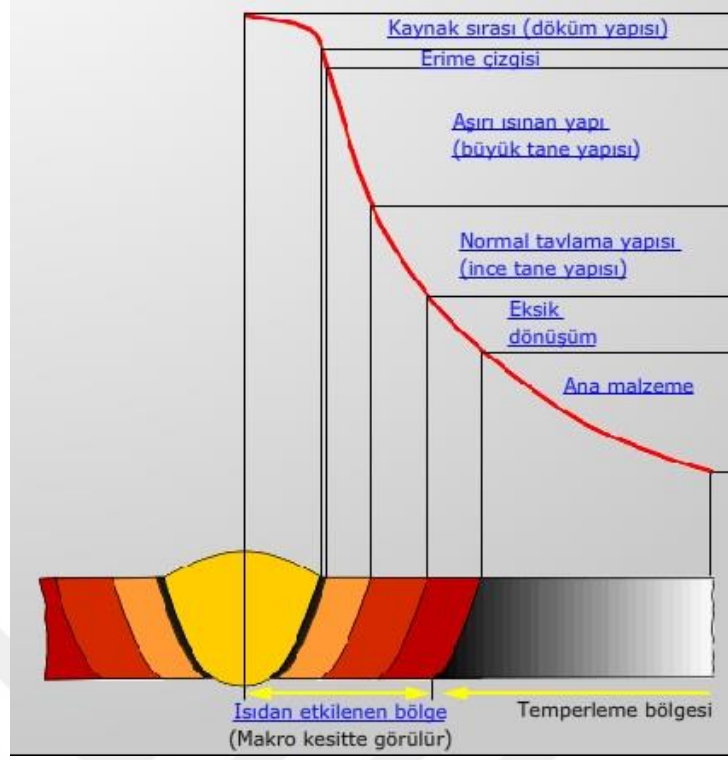 Kaynak sırası (döküm yapısı)
Erime çizgisi
Aşırı ısınan yapı
(büyük tane yapısı)
Normal tavlama yapısı
(ince tane yapısı)
Eksik
dönüşüm
Ana malzeme
Isıdan etkilenen bölge
(Makro kesitte görülür)
Temperleme bölgesi